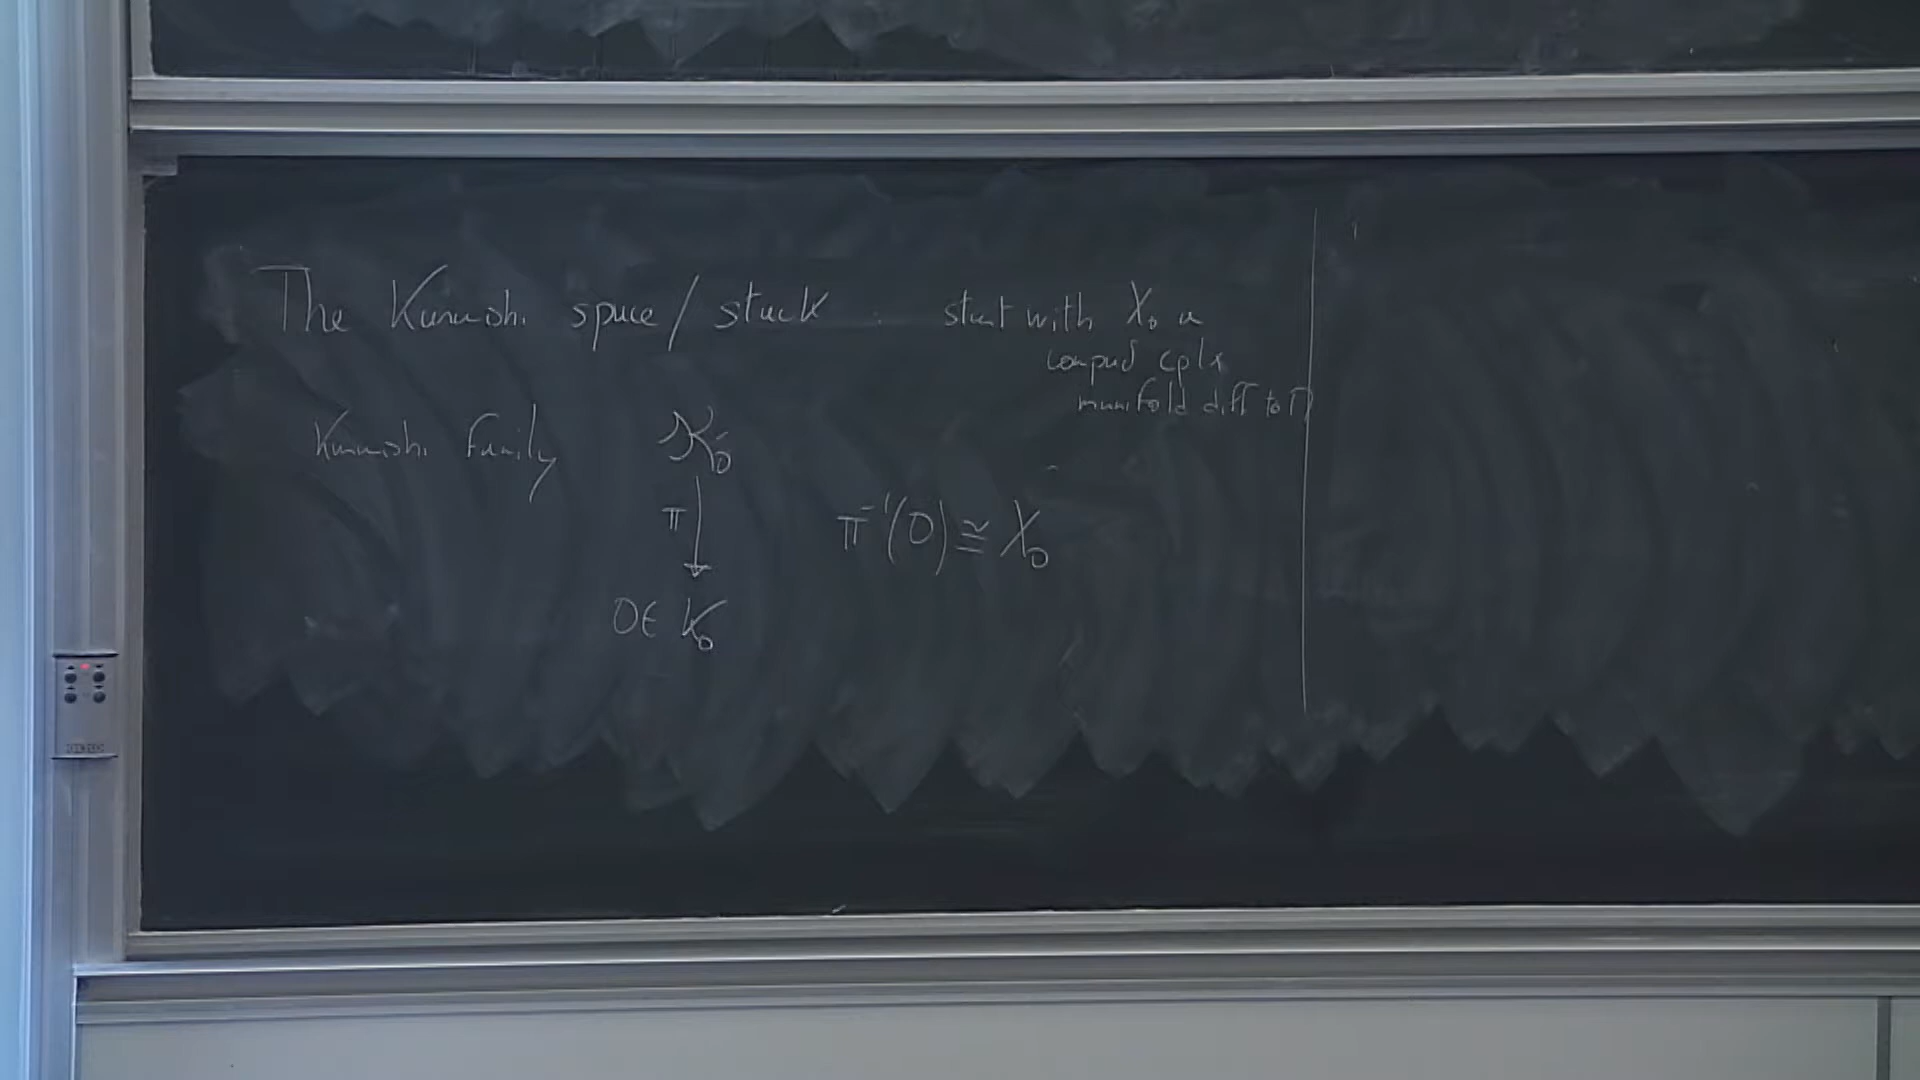 The Kuranishi space / stack . start with X₀ a
compact cplx
manifold diff to M
Kuranishi Family
𝒦₀
π ↓
π⁻¹(0) ≅ X₀
0 ∈ K₀